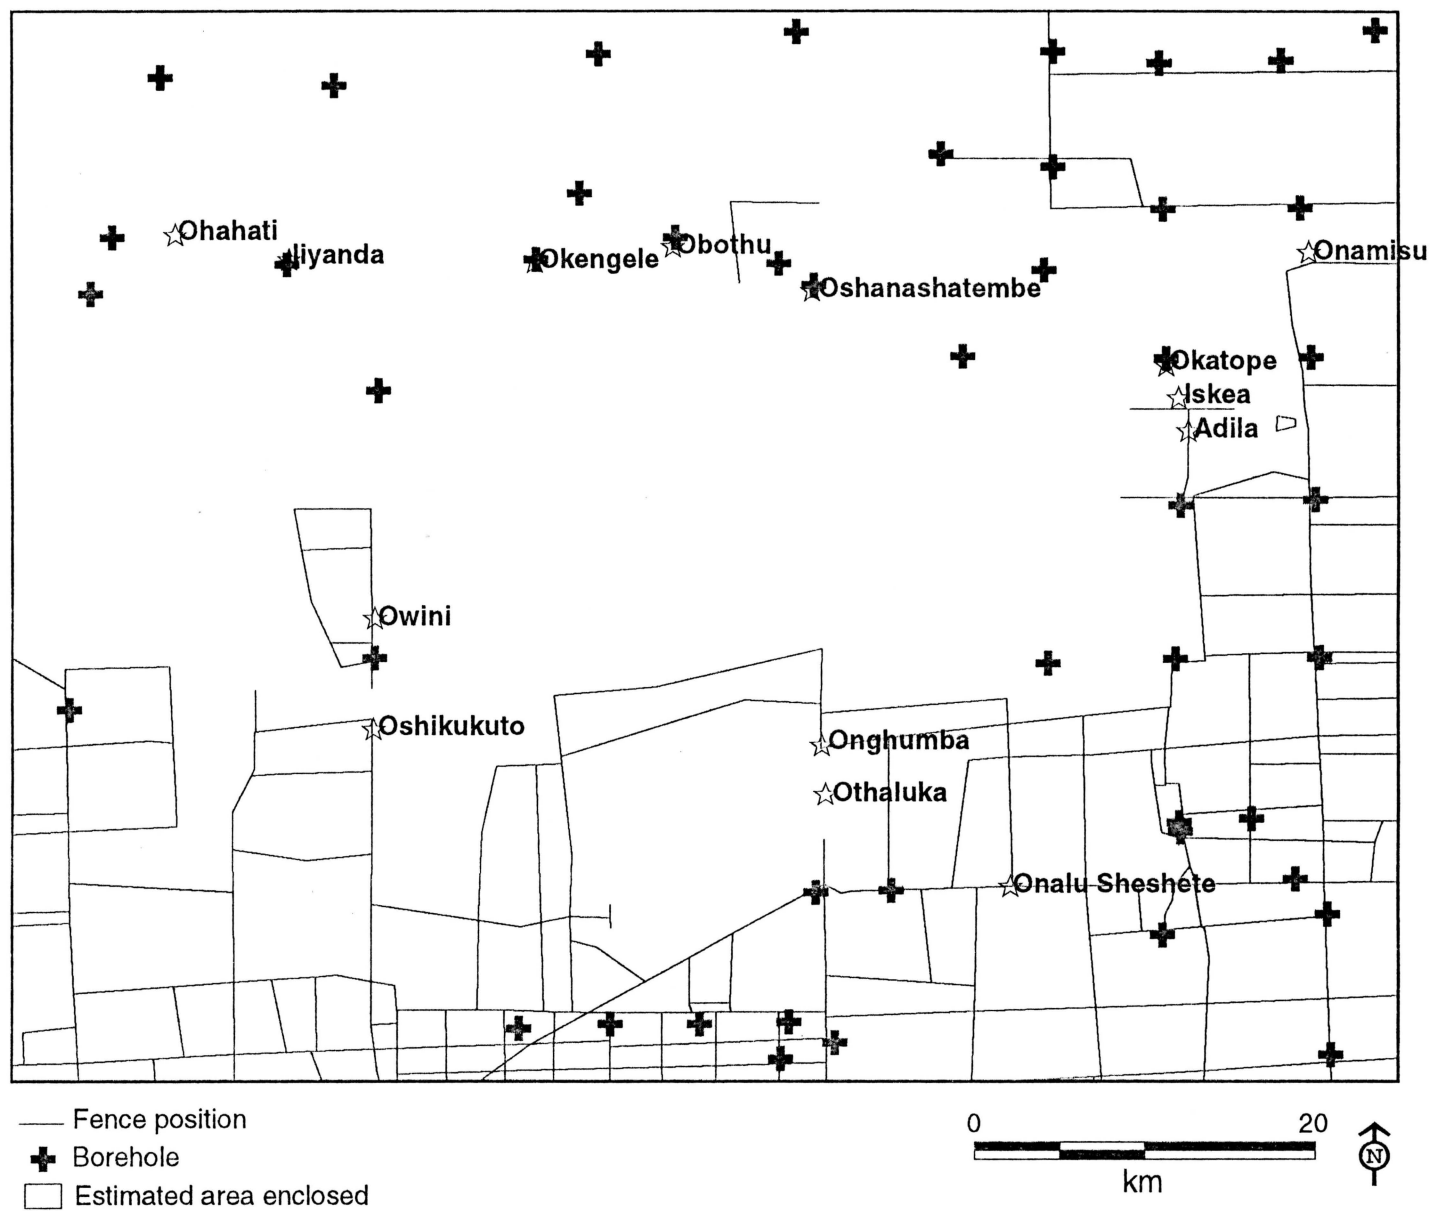 Ohahati
Iiyanda
Okengele
Obothu
Onamisu
Oshanashatembe
Okatope
Iskea
Adila
Owini
Oshikukuto
Onghumba
Othaluka
Onalu Sheshete
Fence position
Borehole
Estimated area enclosed
0 20
km
N